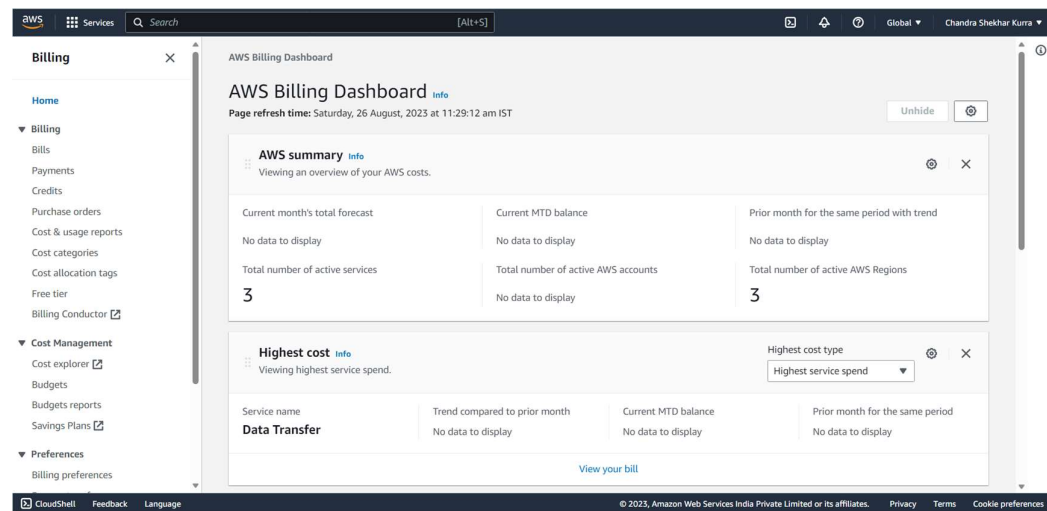 aws
Services
Search
[Alt+S]
Global
Chandra Shekhar Kurra
Billing
Home
Billing
Bills
Payments
Credits
Purchase orders
Cost & usage reports
Cost categories
Cost allocation tags
Free tier
Billing Conductor
Cost Management
Cost explorer
Budgets
Budgets reports
Savings Plans
Preferences
Billing preferences
AWS Billing Dashboard
AWS Billing Dashboard Info
Page refresh time: Saturday, 26 August, 2023 at 11:29:12 am IST
Unhide
AWS summary Info
Viewing an overview of your AWS costs.
Current month's total forecast
No data to display
Current MTD balance
No data to display
Prior month for the same period with trend
No data to display
Total number of active services
3
Total number of active AWS accounts
No data to display
Total number of active AWS Regions
3
Highest cost Info
Viewing highest service spend.
Highest cost type
Highest service spend
Service name
Data Transfer
Trend compared to prior month
No data to display
Current MTD balance
No data to display
Prior month for the same period
No data to display
View your bill
CloudShell
Feedback
Language
© 2023, Amazon Web Services India Private Limited or its affiliates.
Privacy
Terms
Cookie preferences